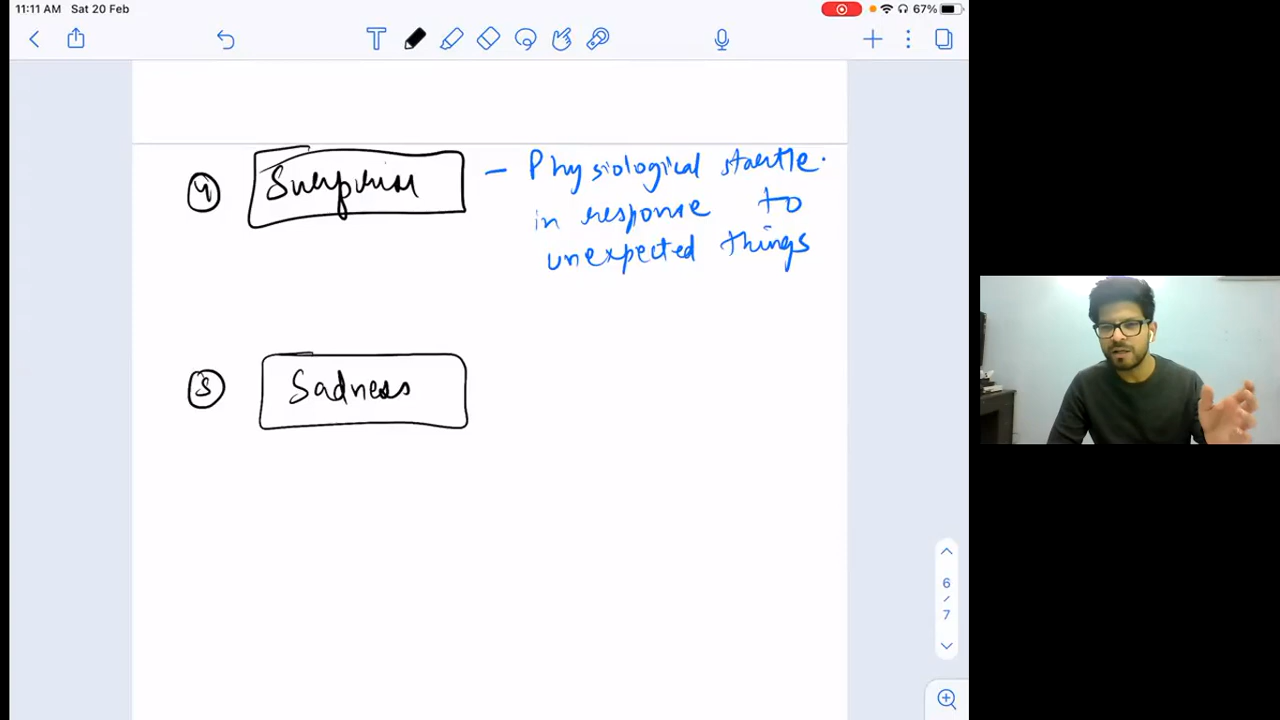 11:11 AM Sat 20 Feb
67%
4 Surprise - Physiological startle.
in response to
unexpected things
5 Sadness
6
/
7